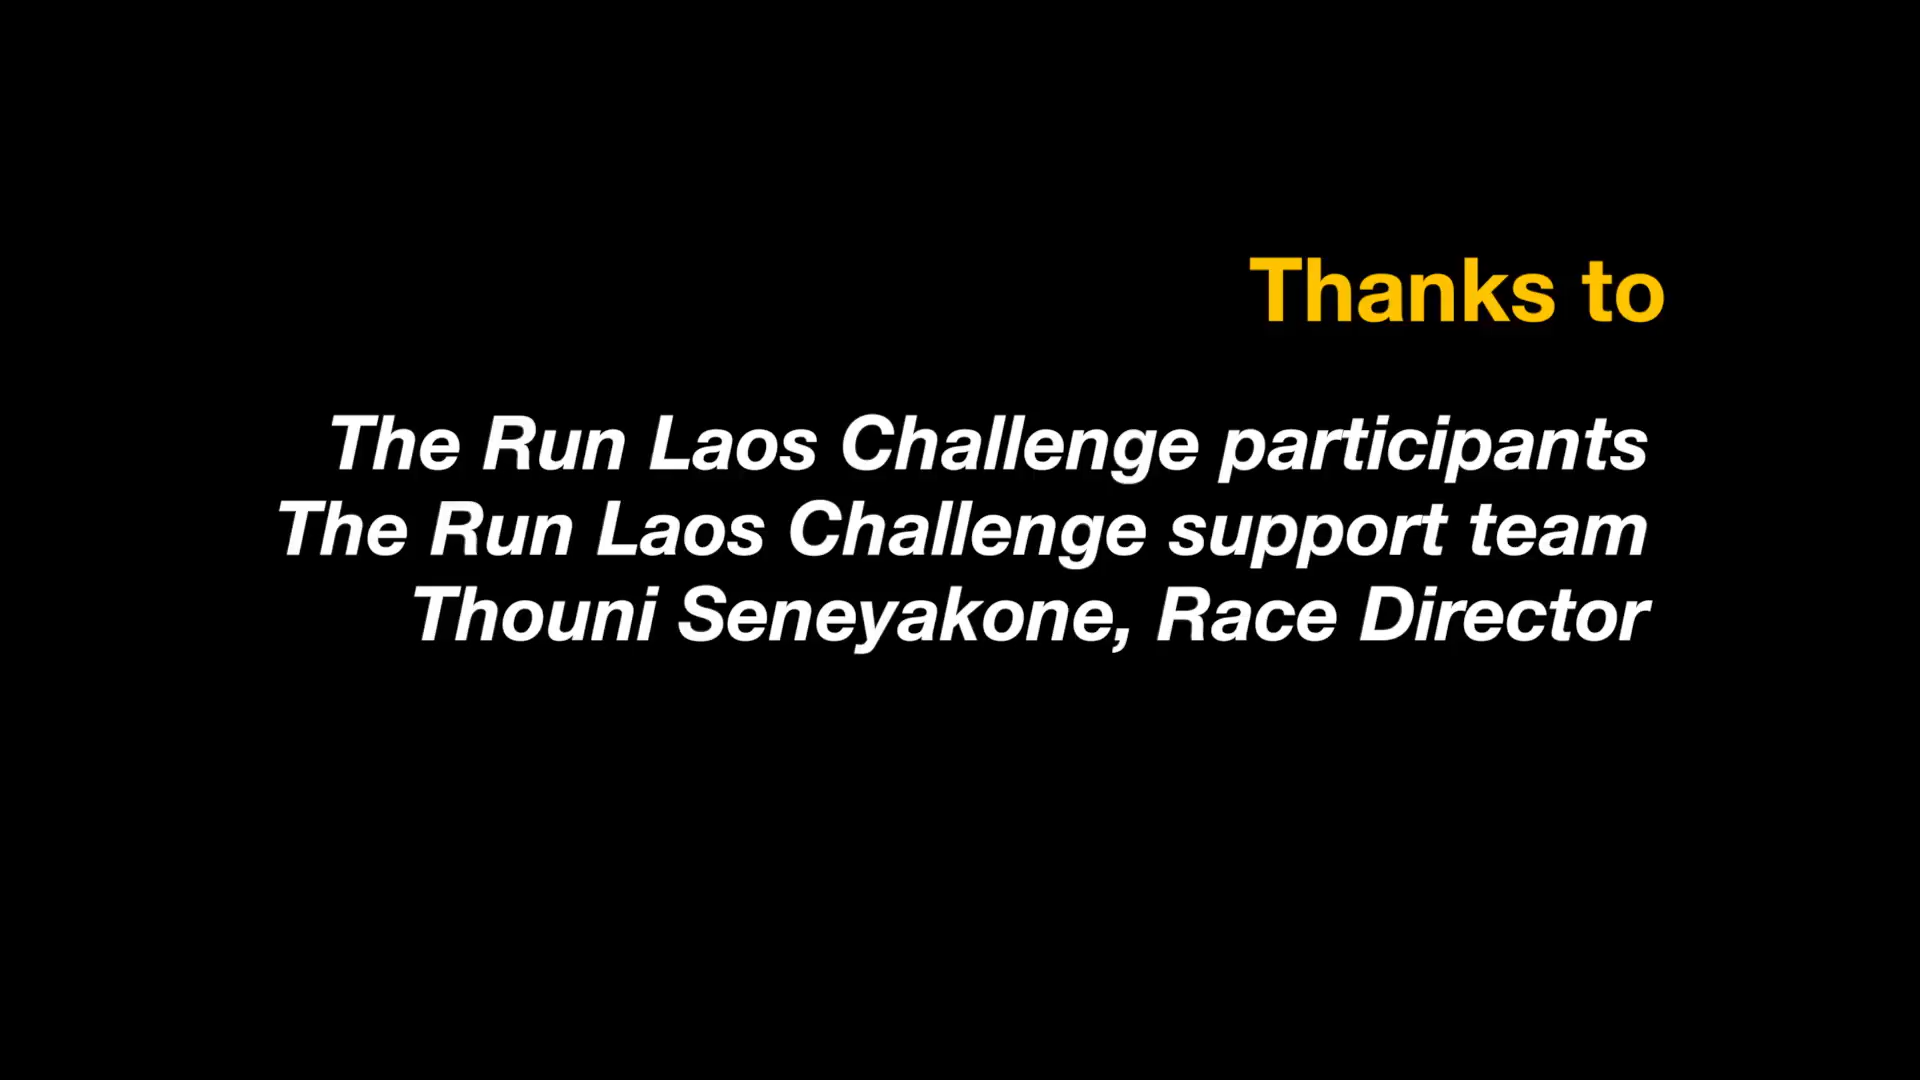 Thanks to
The Run Laos Challenge participants
The Run Laos Challenge support team
Thouni Seneyakone, Race Director